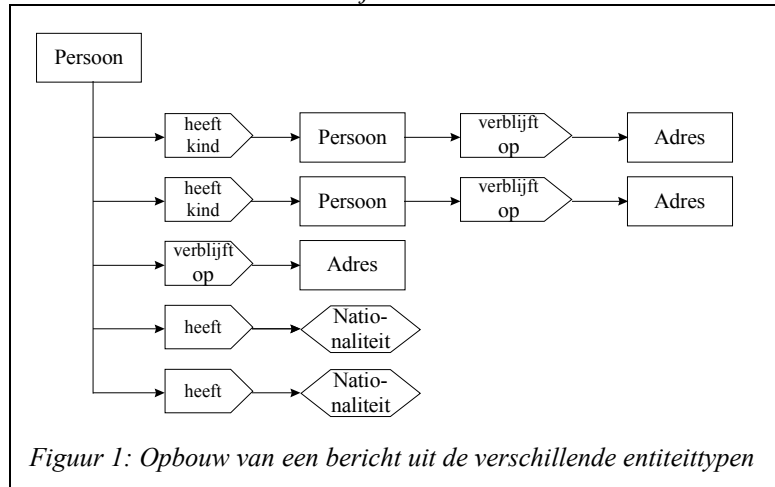 Persoon
heeft
kind
Persoon
verblijft
op
Adres
heeft
kind
Persoon
verblijft
op
Adres
verblijft
op
Adres
heeft
Natio-
naliteit
heeft
Natio-
naliteit
Figuur 1: Opbouw van een bericht uit de verschillende entiteittypen